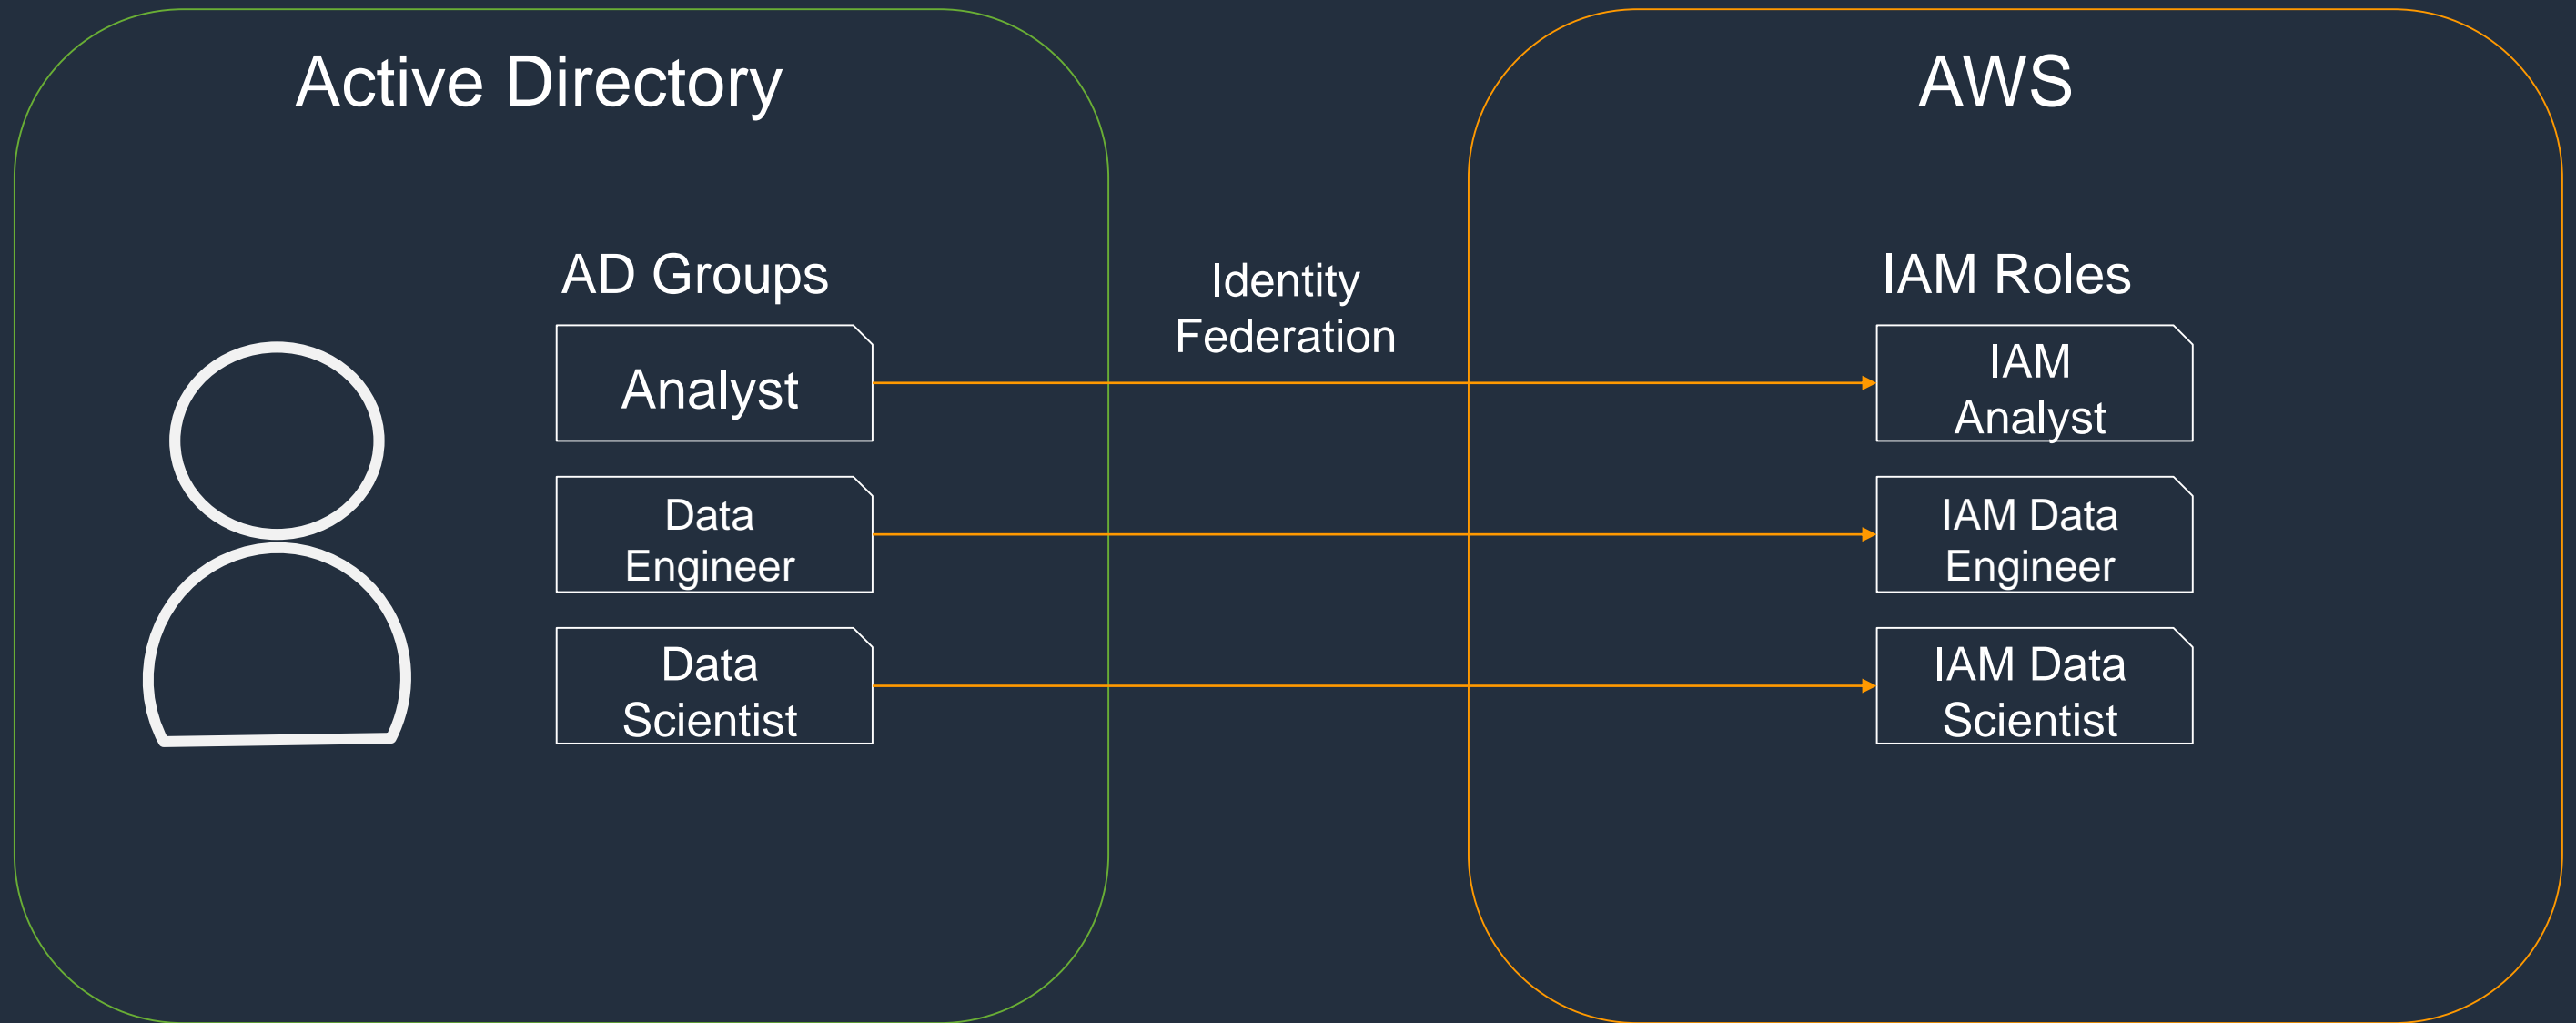 Active Directory
AWS
AD Groups
Identity
Federation
IAM Roles
Analyst
IAM
Analyst
Data
Engineer
IAM Data
Engineer
Data
Scientist
IAM Data
Scientist